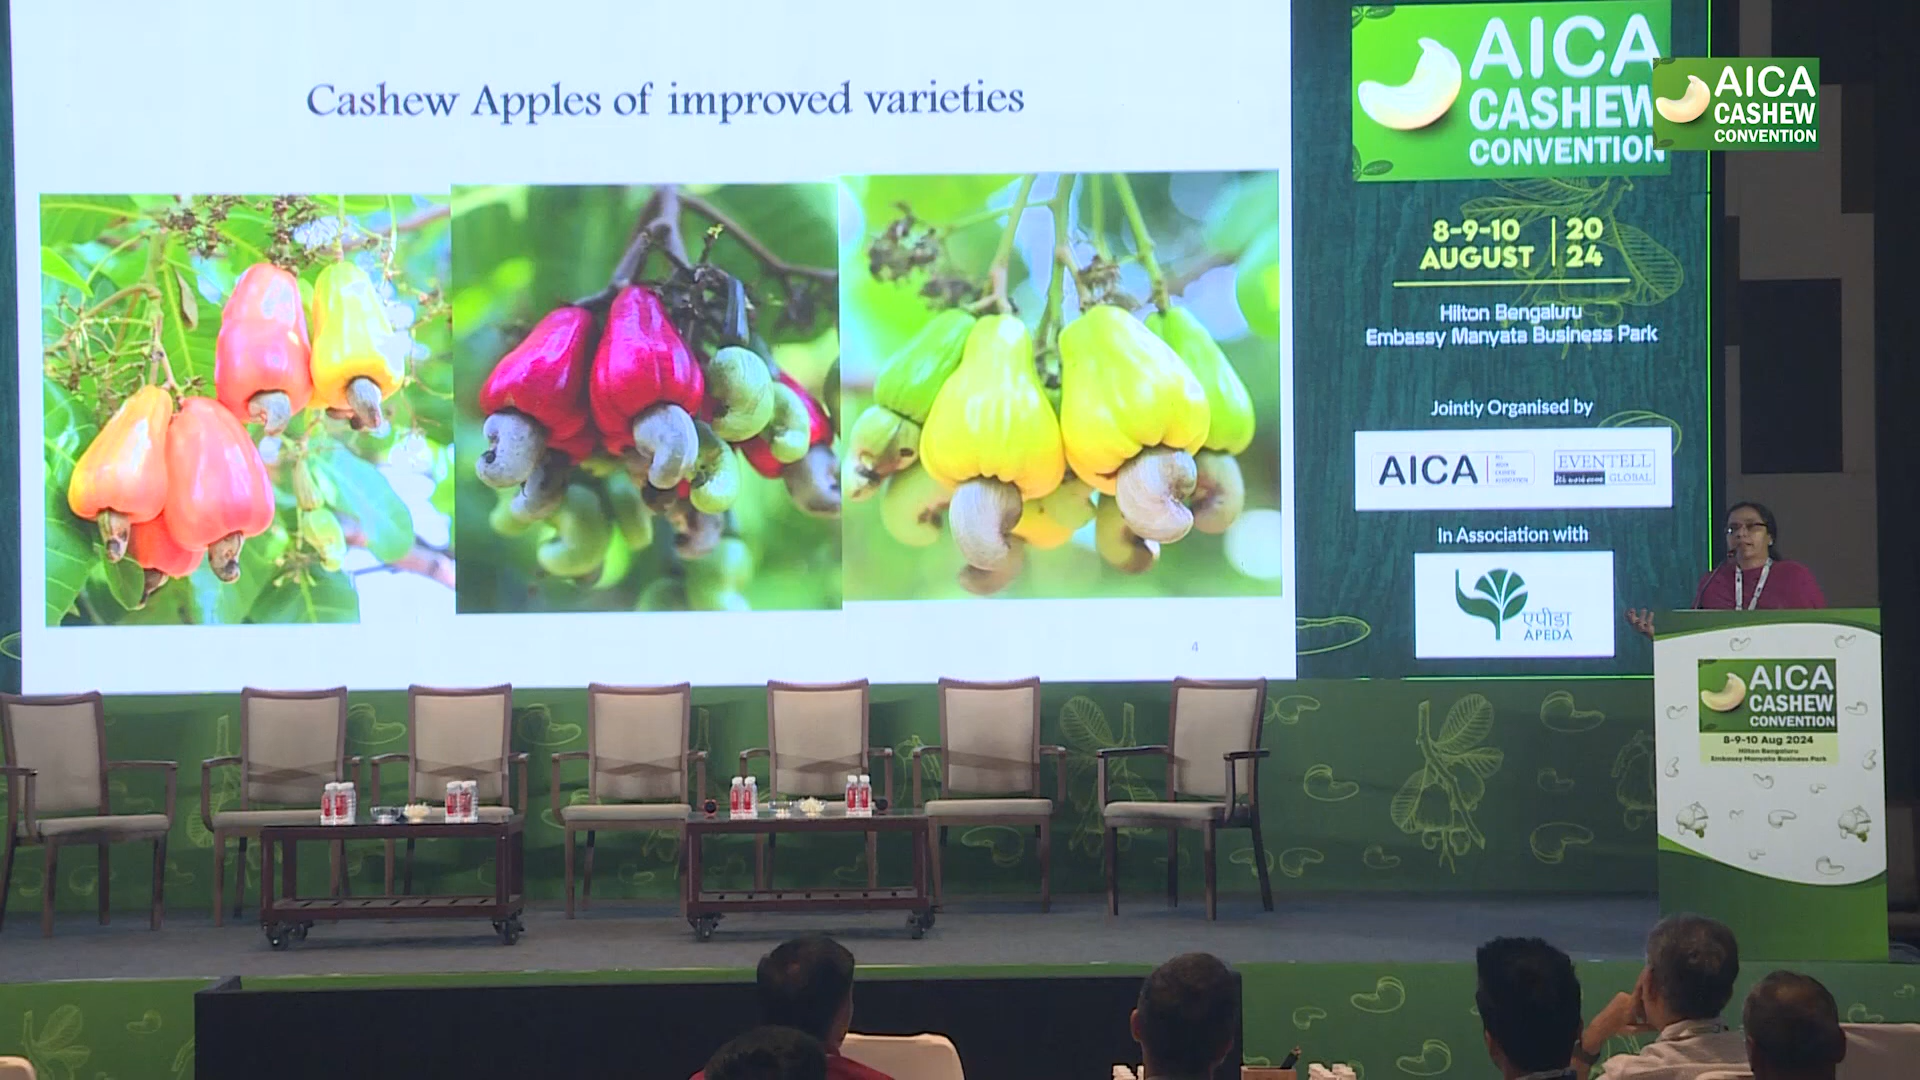 Cashew Apples of improved varieties
4
AICA
CASHEW
CONVENTION
AICA
CASHEW
CONVENTION
8-9-10
AUGUST
20
24
Hilton Bengaluru
Embassy Manyata Business Park
Jointly Organised by
AICA
EVENTELL
GLOBAL
In Association with
एपीडा
APEDA
AICA
CASHEW
CONVENTION
8-9-10 Aug 2024
Hilton Bengaluru
Embassy Manyata Business Park